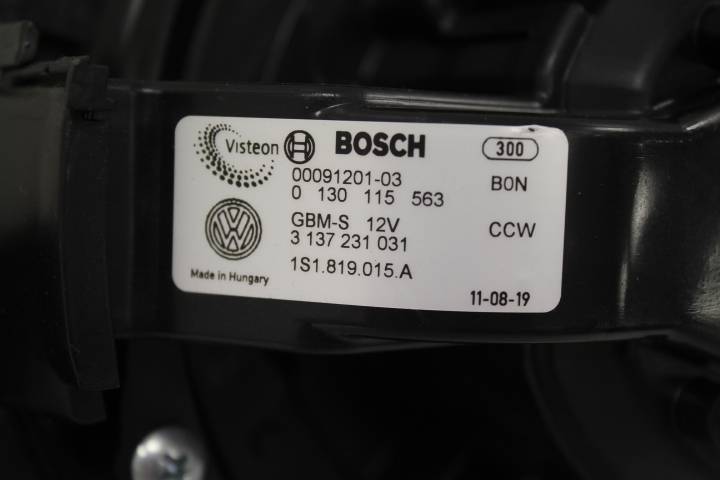 Visteon BOSCH 300
00091201-03 B0N
0 130 115 563
GBM-S 12V CCW
3 137 231 031
Made in Hungary 1S1.819.015.A
11-08-19